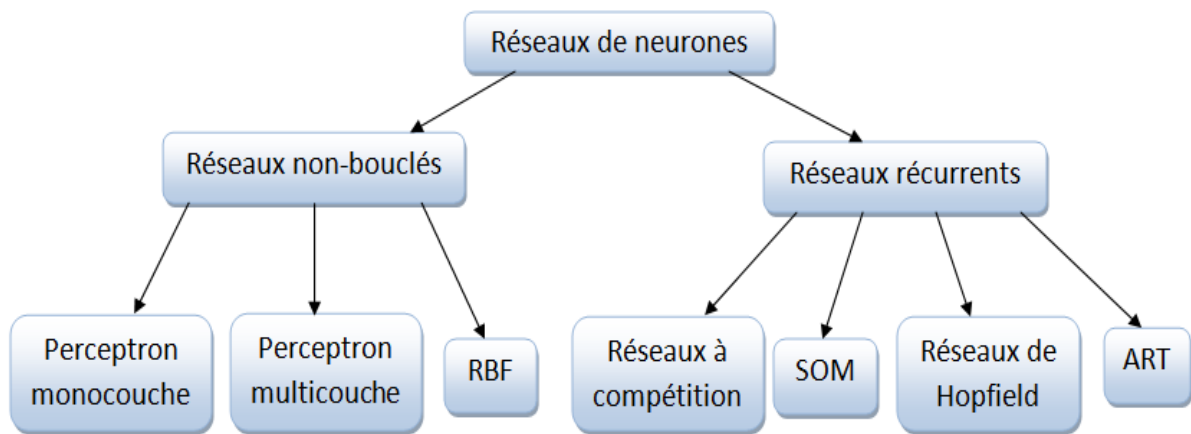 Réseaux de neurones
Réseaux non-bouclés
Réseaux récurrents
Perceptron
monocouche
Perceptron
multicouche
RBF
Réseaux à
compétition
SOM
Réseaux de
Hopfield
ART